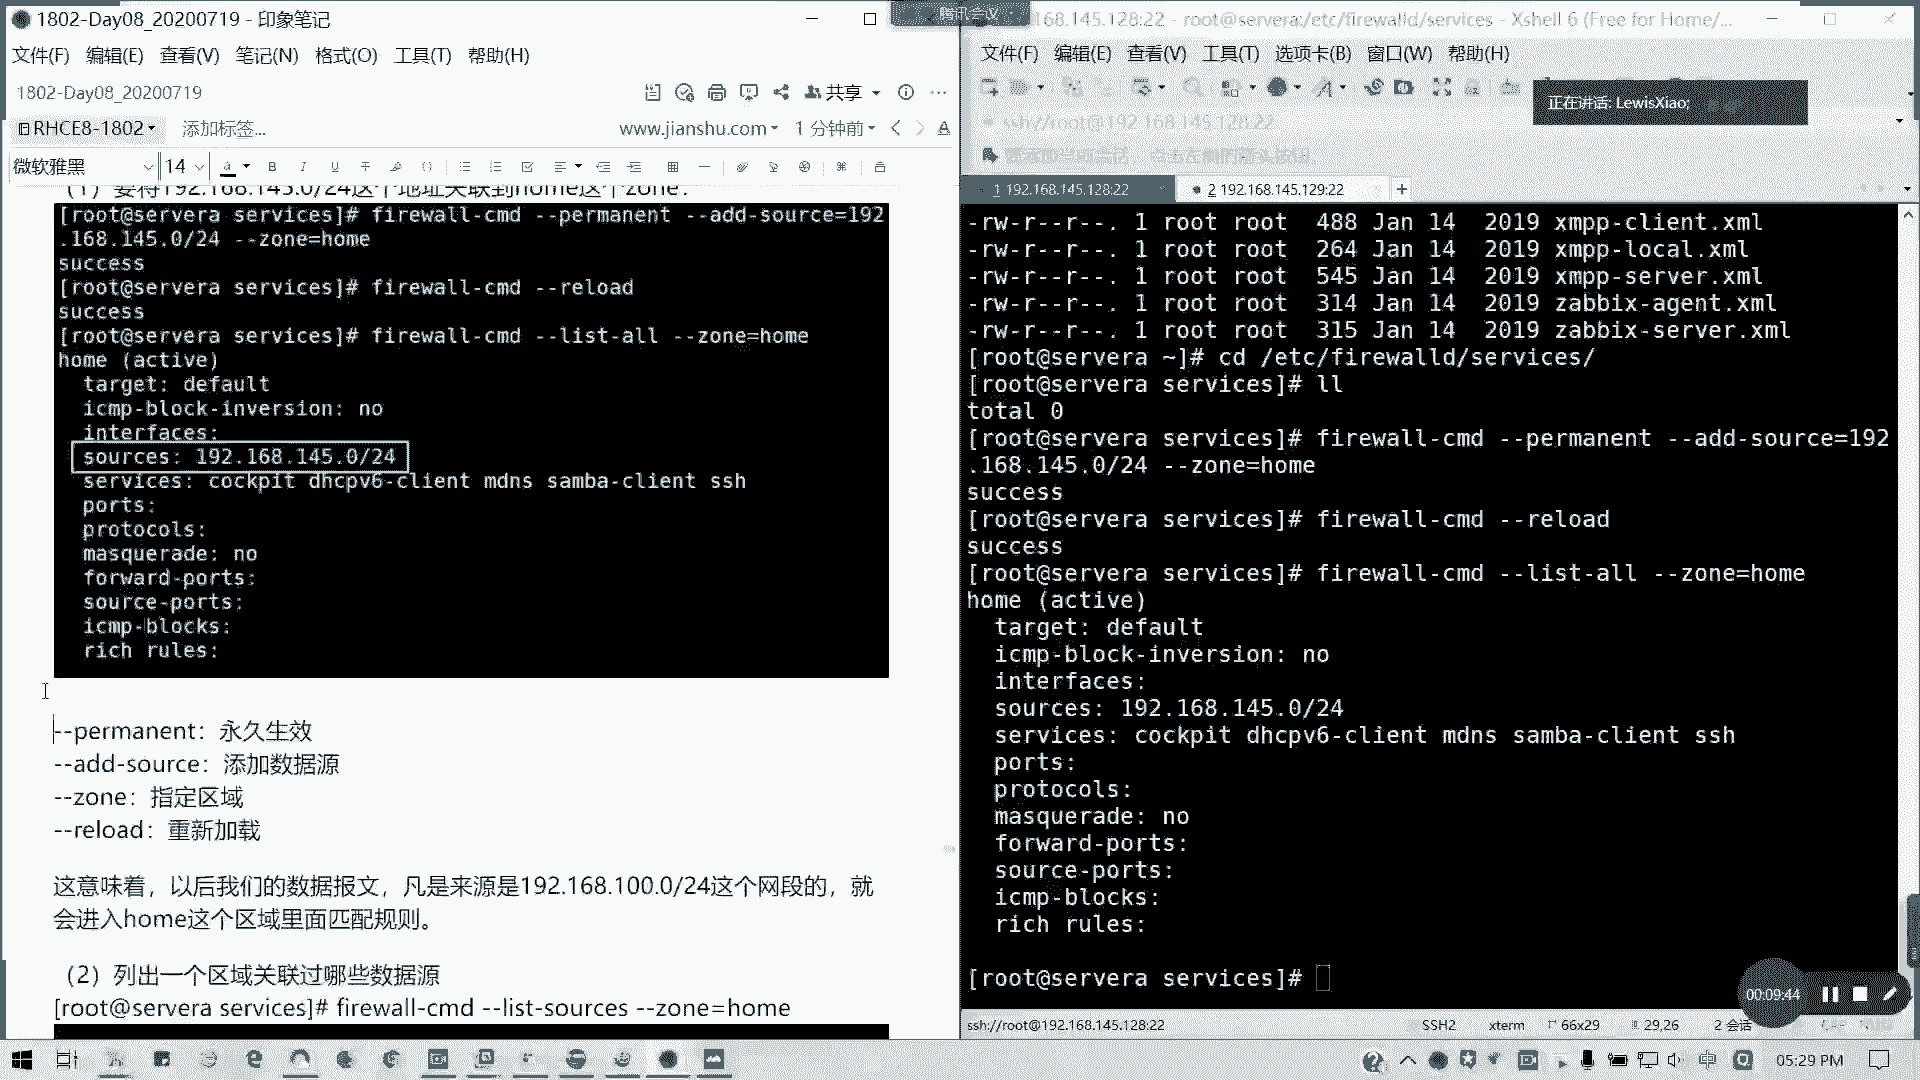 1802-Day08_20200719 - 印象笔记
文件(F) 编辑(E) 查看(V) 笔记(N) 格式(O) 工具(T) 帮助(H)
1802-Day08_20200719
共享
RHCE8-1802
添加标签...
www.jianshu.com
1 分钟前
微软雅黑
14
（1）要将192.168.145.0/24这个地址关联到home这个zone：
[root@servera services]# firewall-cmd --permanent --add-source=192
.168.145.0/24 --zone=home
success
[root@servera services]# firewall-cmd --reload
success
[root@servera services]# firewall-cmd --list-all --zone=home
home (active)
target: default
icmp-block-inversion: no
interfaces:
sources: 192.168.145.0/24
services: cockpit dhcpv6-client mdns samba-client ssh
ports:
protocols:
masquerade: no
forward-ports:
source-ports:
icmp-blocks:
rich rules:
--permanent：永久生效
--add-source：添加数据源
--zone：指定区域
--reload：重新加载
这意味着，以后我们的数据报文，凡是来源是192.168.100.0/24这个网段的，就
会进入home这个区域里面匹配规则。
（2）列出一个区域关联过哪些数据源
[root@servera services]# firewall-cmd --list-sources --zone=home
腾讯会议
168.145.128:22 - root@servera:/etc/firewalld/services - Xshell 6 (Free for Home/...
文件(F) 编辑(E) 查看(V) 工具(T) 选项卡(B) 窗口(W) 帮助(H)
正在讲话: LewisXiao;
ssh://root@192.168.145.128:22
要添加当前会话，点击左侧的箭头按钮。
1 192.168.145.128:22
2 192.168.145.129:22
-rw-r--r--. 1 root root 488 Jan 14 2019 xmpp-client.xml
-rw-r--r--. 1 root root 264 Jan 14 2019 xmpp-local.xml
-rw-r--r--. 1 root root 545 Jan 14 2019 xmpp-server.xml
-rw-r--r--. 1 root root 314 Jan 14 2019 zabbix-agent.xml
-rw-r--r--. 1 root root 315 Jan 14 2019 zabbix-server.xml
[root@servera ~]# cd /etc/firewalld/services/
[root@servera services]# ll
total 0
[root@servera services]# firewall-cmd --permanent --add-source=192
.168.145.0/24 --zone=home
success
[root@servera services]# firewall-cmd --reload
success
[root@servera services]# firewall-cmd --list-all --zone=home
home (active)
target: default
icmp-block-inversion: no
interfaces:
sources: 192.168.145.0/24
services: cockpit dhcpv6-client mdns samba-client ssh
ports:
protocols:
masquerade: no
forward-ports:
source-ports:
icmp-blocks:
rich rules:
[root@servera services]#
00:09:44
ssh://root@192.168.145.128:22
SSH2
xterm
66x29
29,26
2 会话
中
05:29 PM